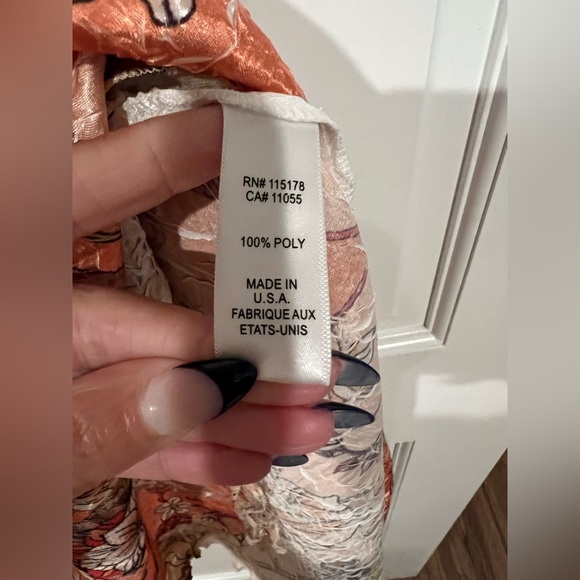 RN# 115178
CA# 11055
100% POLY
MADE IN
U.S.A.
FABRIQUE AUX
ETATS-UNIS